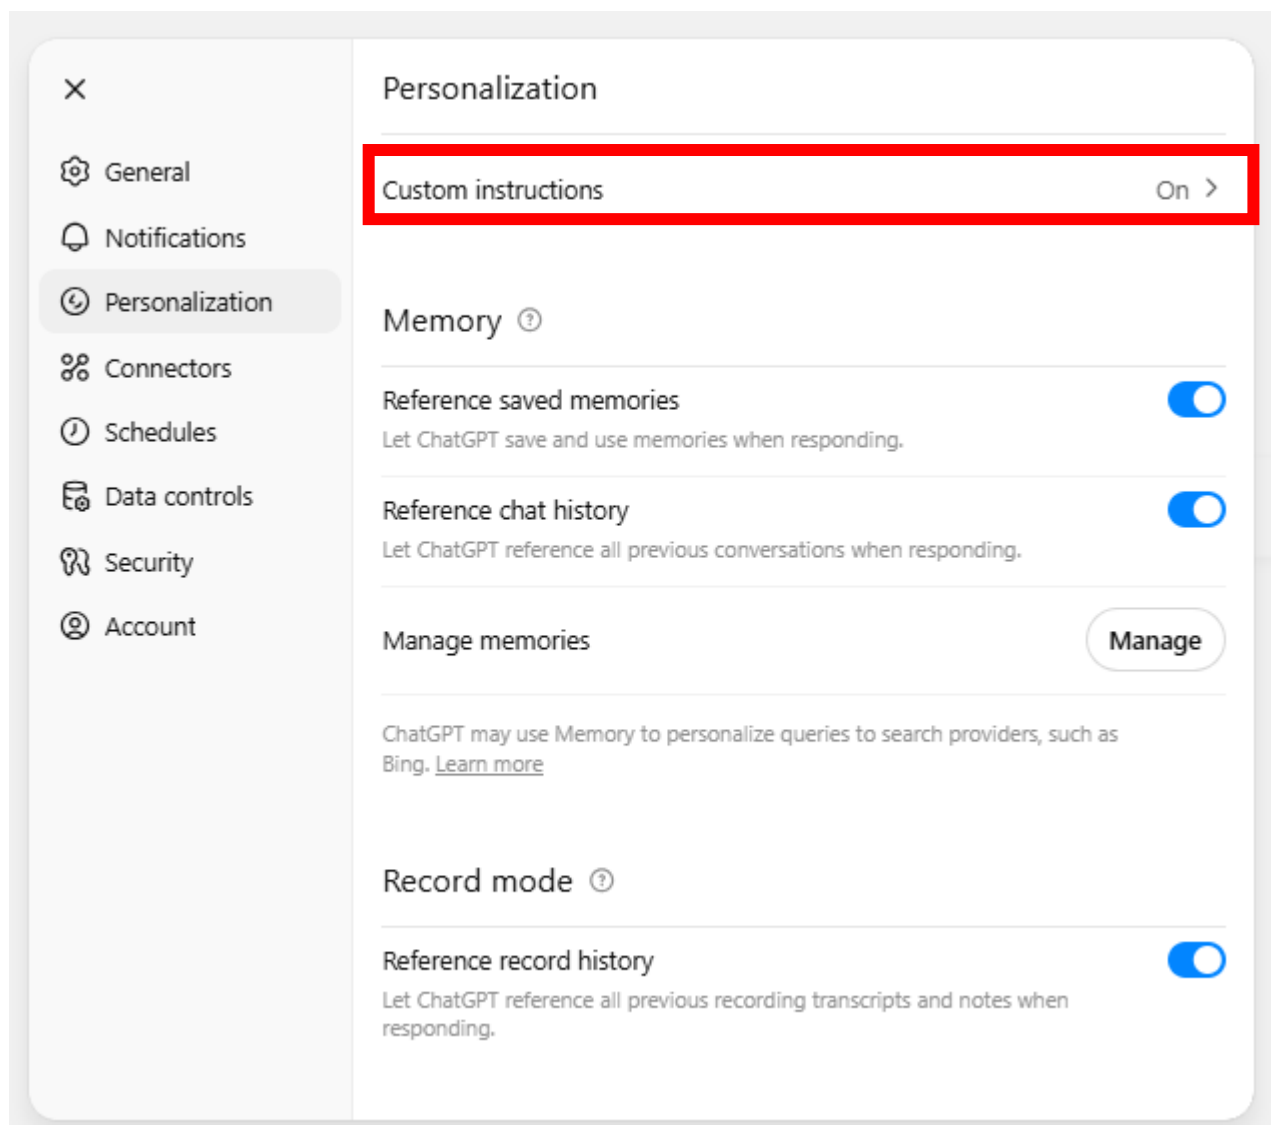 Personalization
General
Notifications
Personalization
Connectors
Schedules
Data controls
Security
Account
Custom instructions On
Memory
Reference saved memories
Let ChatGPT save and use memories when responding.
Reference chat history
Let ChatGPT reference all previous conversations when responding.
Manage memories Manage
ChatGPT may use Memory to personalize queries to search providers, such as
Bing. Learn more
Record mode
Reference record history
Let ChatGPT reference all previous recording transcripts and notes when
responding.